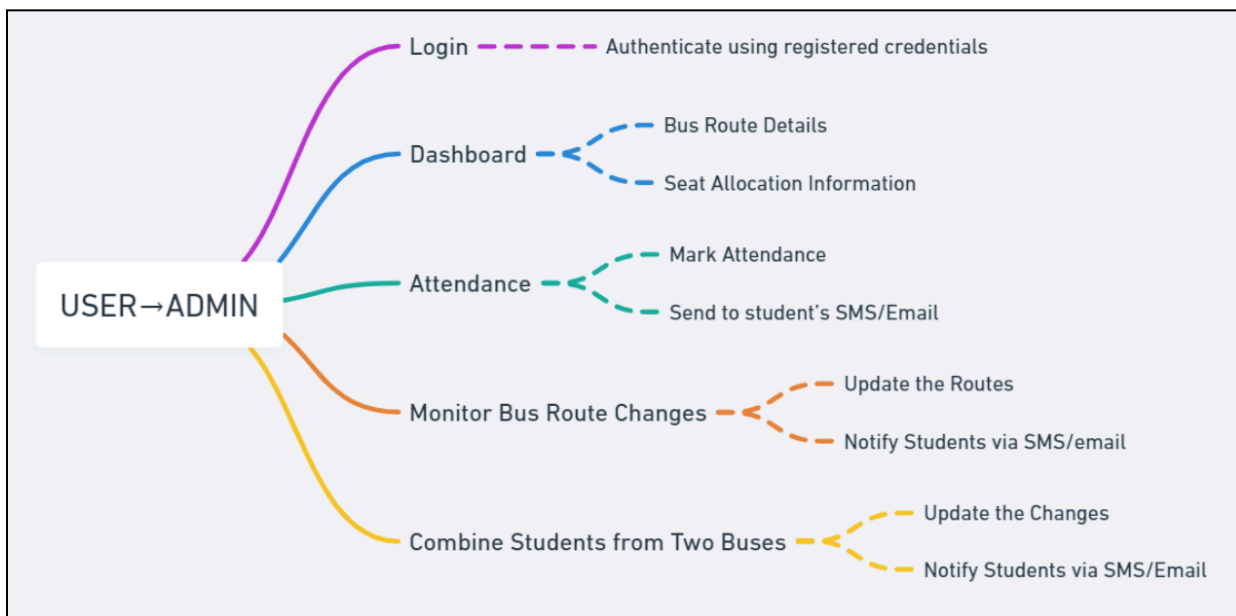 Login
Authenticate using registered credentials
Dashboard
Bus Route Details
Seat Allocation Information
USER→ADMIN
Attendance
Mark Attendance
Send to student's SMS/Email
Monitor Bus Route Changes
Update the Routes
Notify Students via SMS/email
Combine Students from Two Buses
Update the Changes
Notify Students via SMS/Email